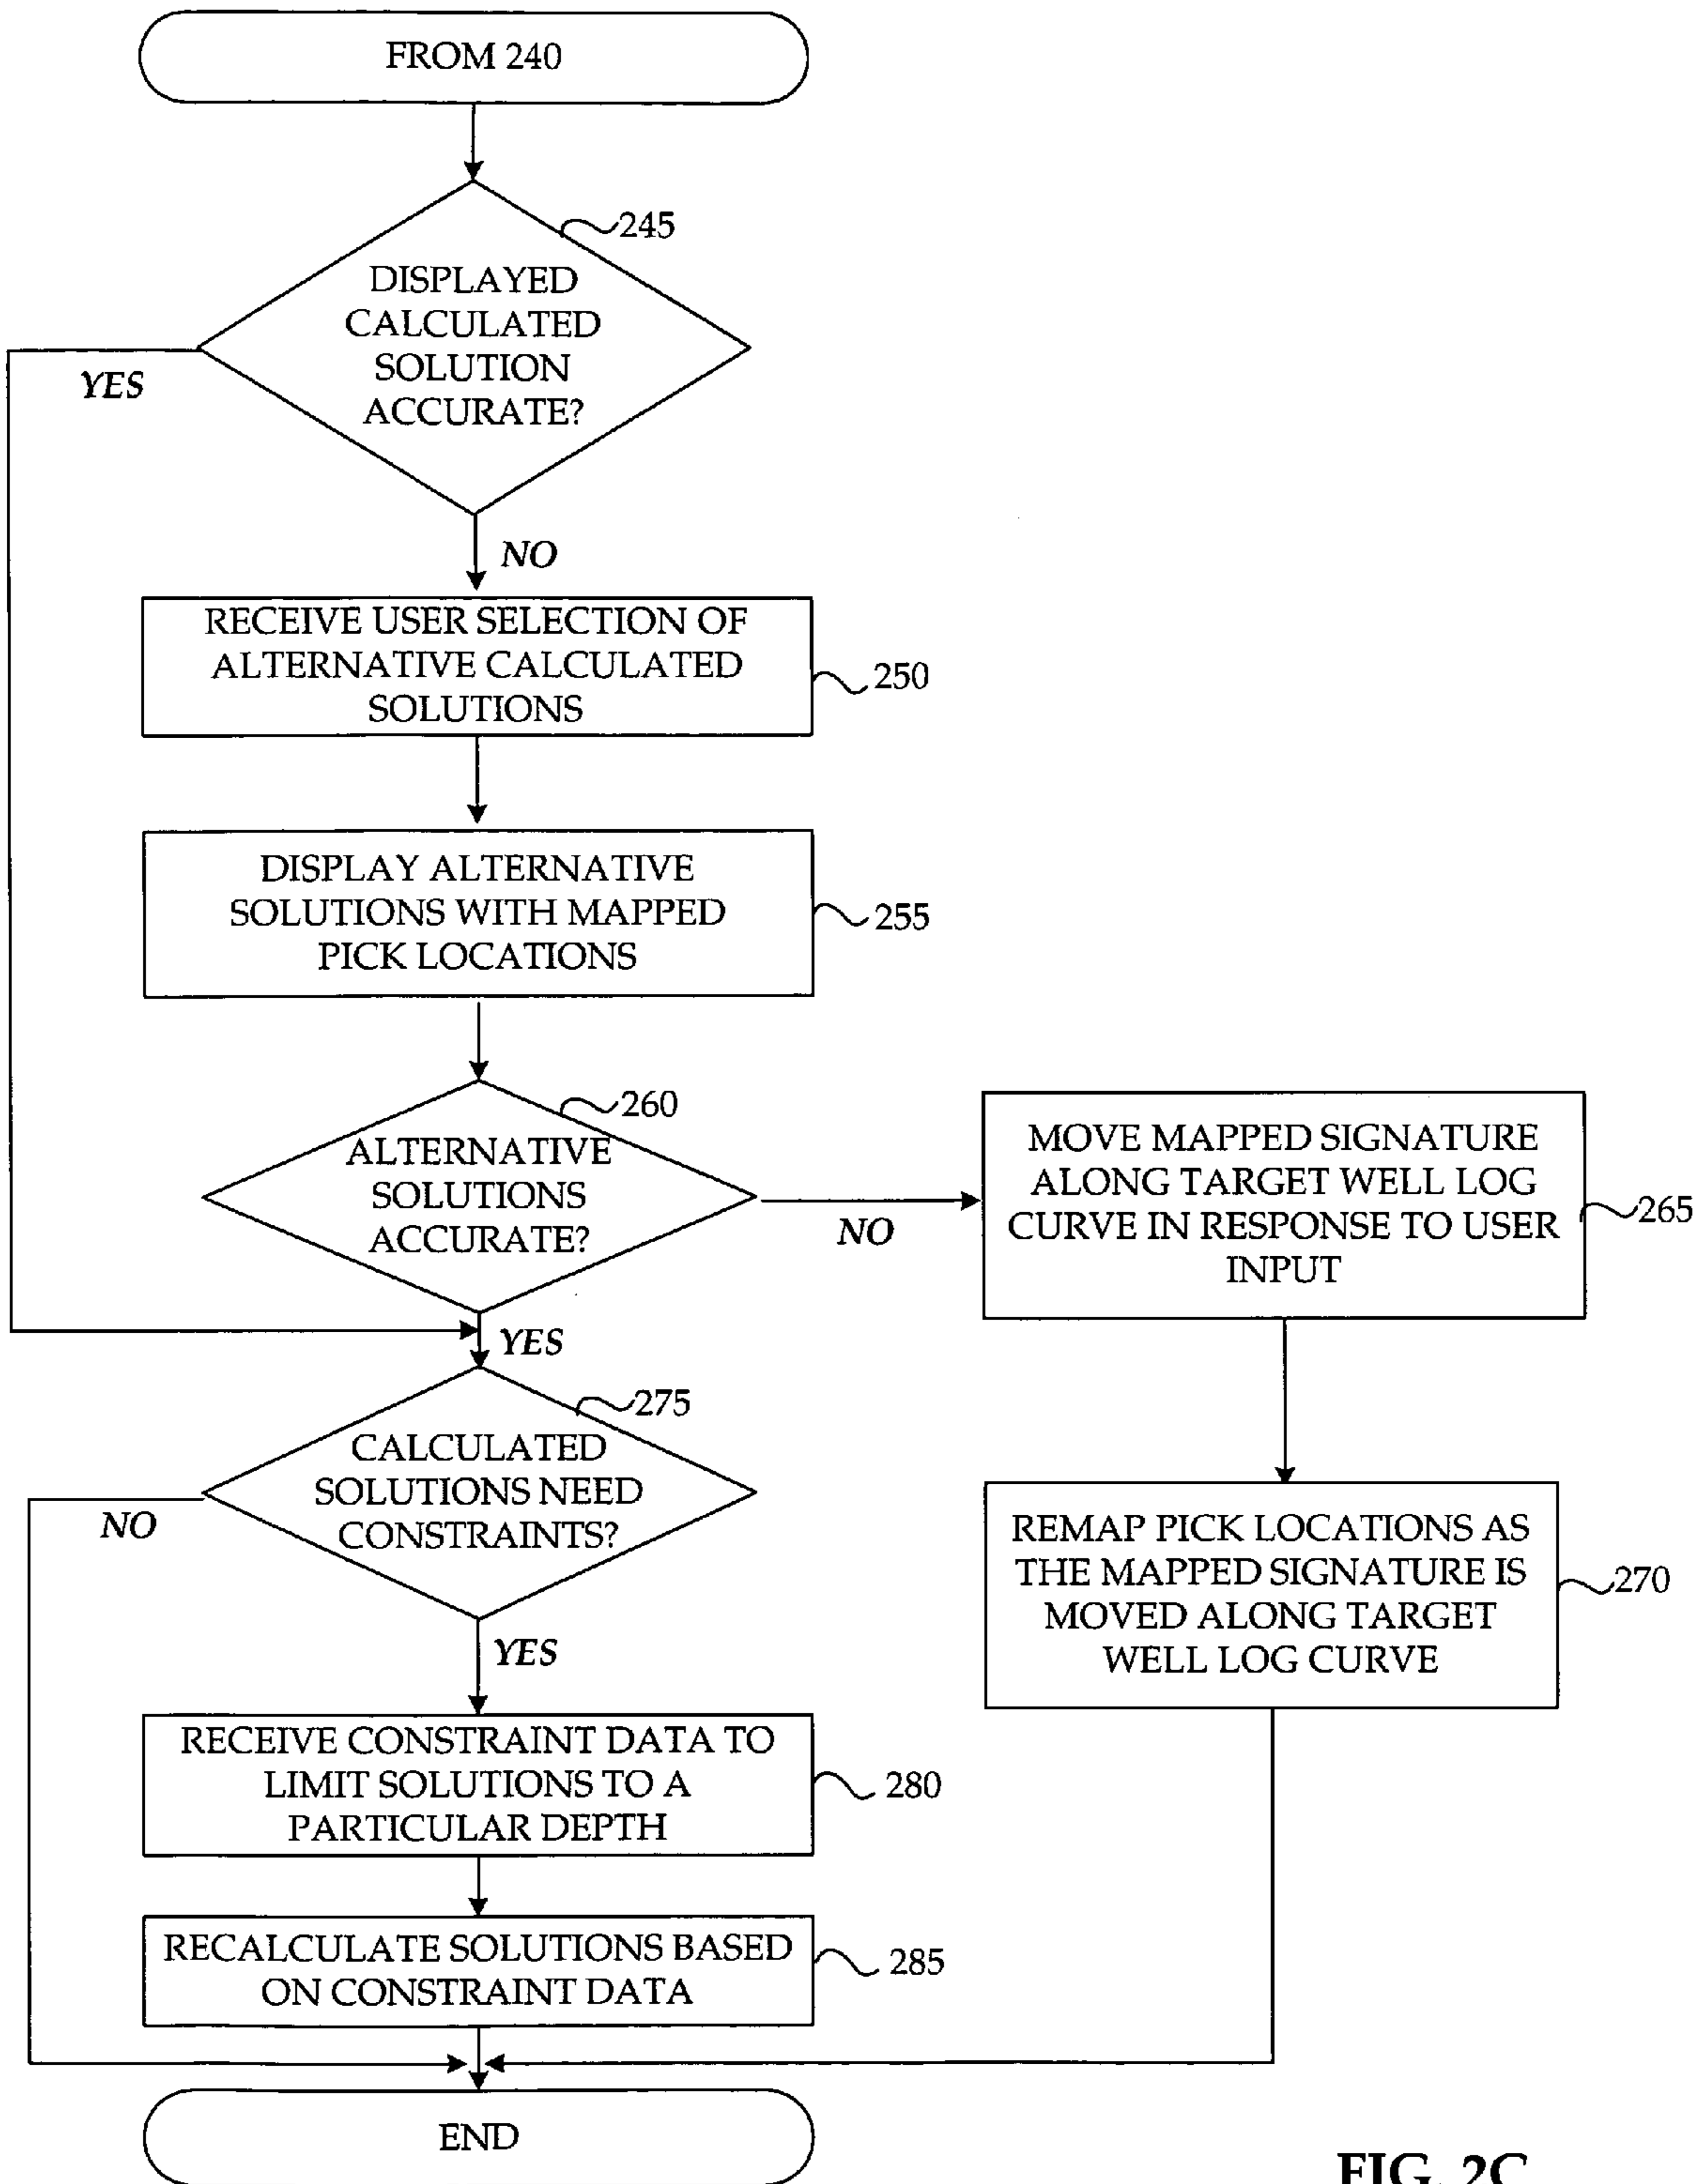 FROM 240
245
DISPLAYED
CALCULATED
SOLUTION
ACCURATE?
YES
NO
RECEIVE USER SELECTION OF
ALTERNATIVE CALCULATED
SOLUTIONS
250
DISPLAY ALTERNATIVE
SOLUTIONS WITH MAPPED
PICK LOCATIONS
255
260
ALTERNATIVE
SOLUTIONS
ACCURATE?
NO
MOVE MAPPED SIGNATURE
ALONG TARGET WELL LOG
CURVE IN RESPONSE TO USER
INPUT
265
YES
275
CALCULATED
SOLUTIONS NEED
CONSTRAINTS?
NO
YES
REMAP PICK LOCATIONS AS
THE MAPPED SIGNATURE IS
MOVED ALONG TARGET
WELL LOG CURVE
270
RECEIVE CONSTRAINT DATA TO
LIMIT SOLUTIONS TO A
PARTICULAR DEPTH
280
RECALCULATE SOLUTIONS BASED
ON CONSTRAINT DATA
285
END
FIG. 2C